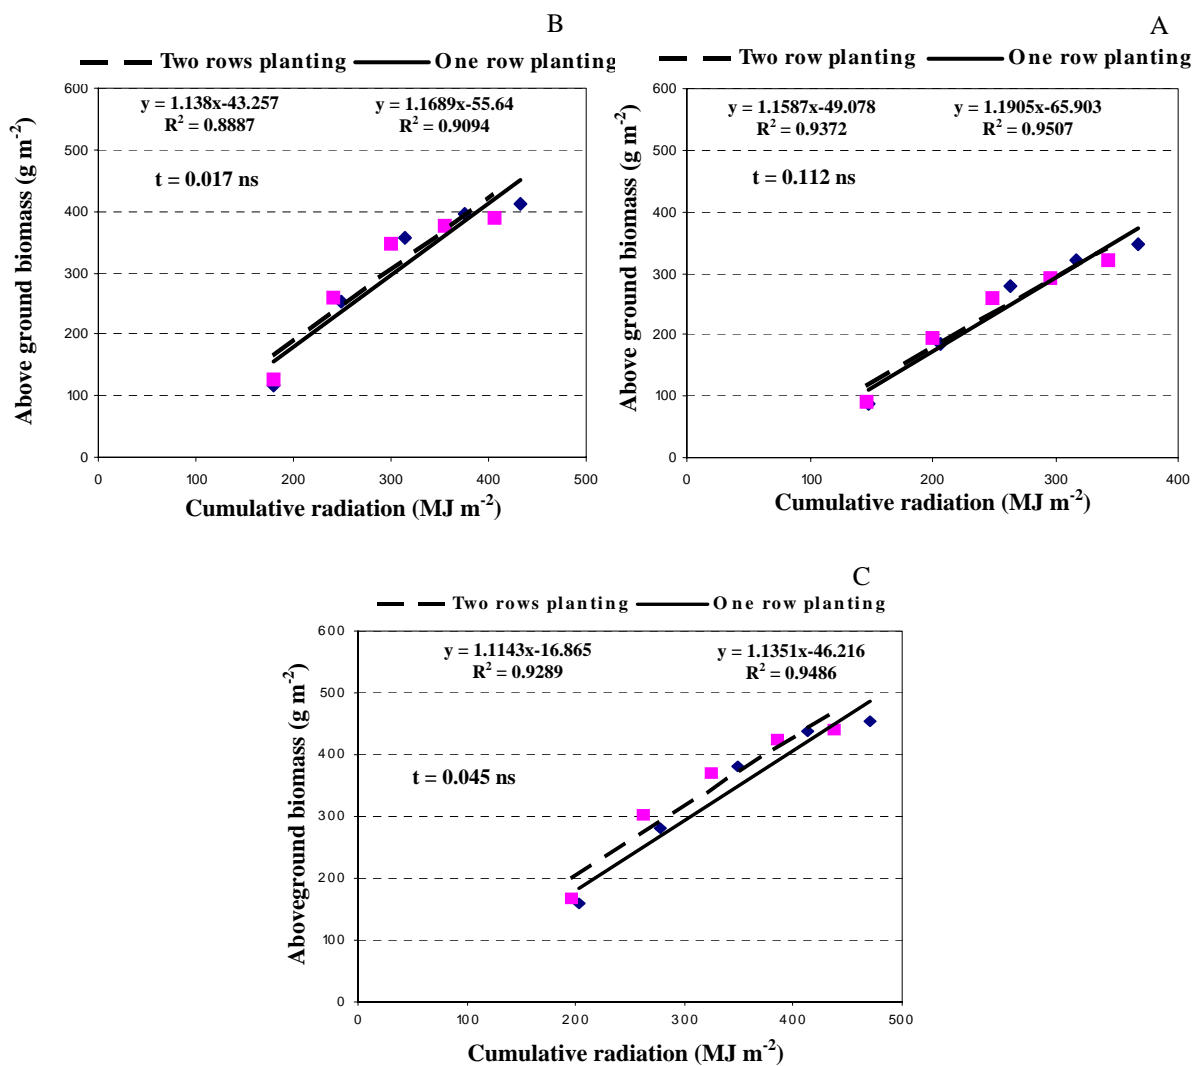 B
Two rows planting One row planting
y = 1.138x-43.257 y = 1.1689x-55.64
R² = 0.8887 R² = 0.9094
t = 0.017 ns
Above ground biomass (g m⁻²)
600
500
400
300
200
100
0
0 100 200 300 400 500
Cumulative radiation (MJ m⁻²)
A
Two row planting One row planting
y = 1.1587x-49.078 y = 1.1905x-65.903
R² = 0.9372 R² = 0.9507
t = 0.112 ns
Above ground biomass (g m⁻²)
600
500
400
300
200
100
0
0 100 200 300 400
Cumulative radiation (MJ m⁻²)
C
Two rows planting One row planting
y = 1.1143x-16.865 y = 1.1351x-46.216
R² = 0.9289 R² = 0.9486
t = 0.045 ns
Aboveground biomass (g m⁻²)
600
500
400
300
200
100
0
0 100 200 300 400 500
Cumulative radiation (MJ m⁻²)